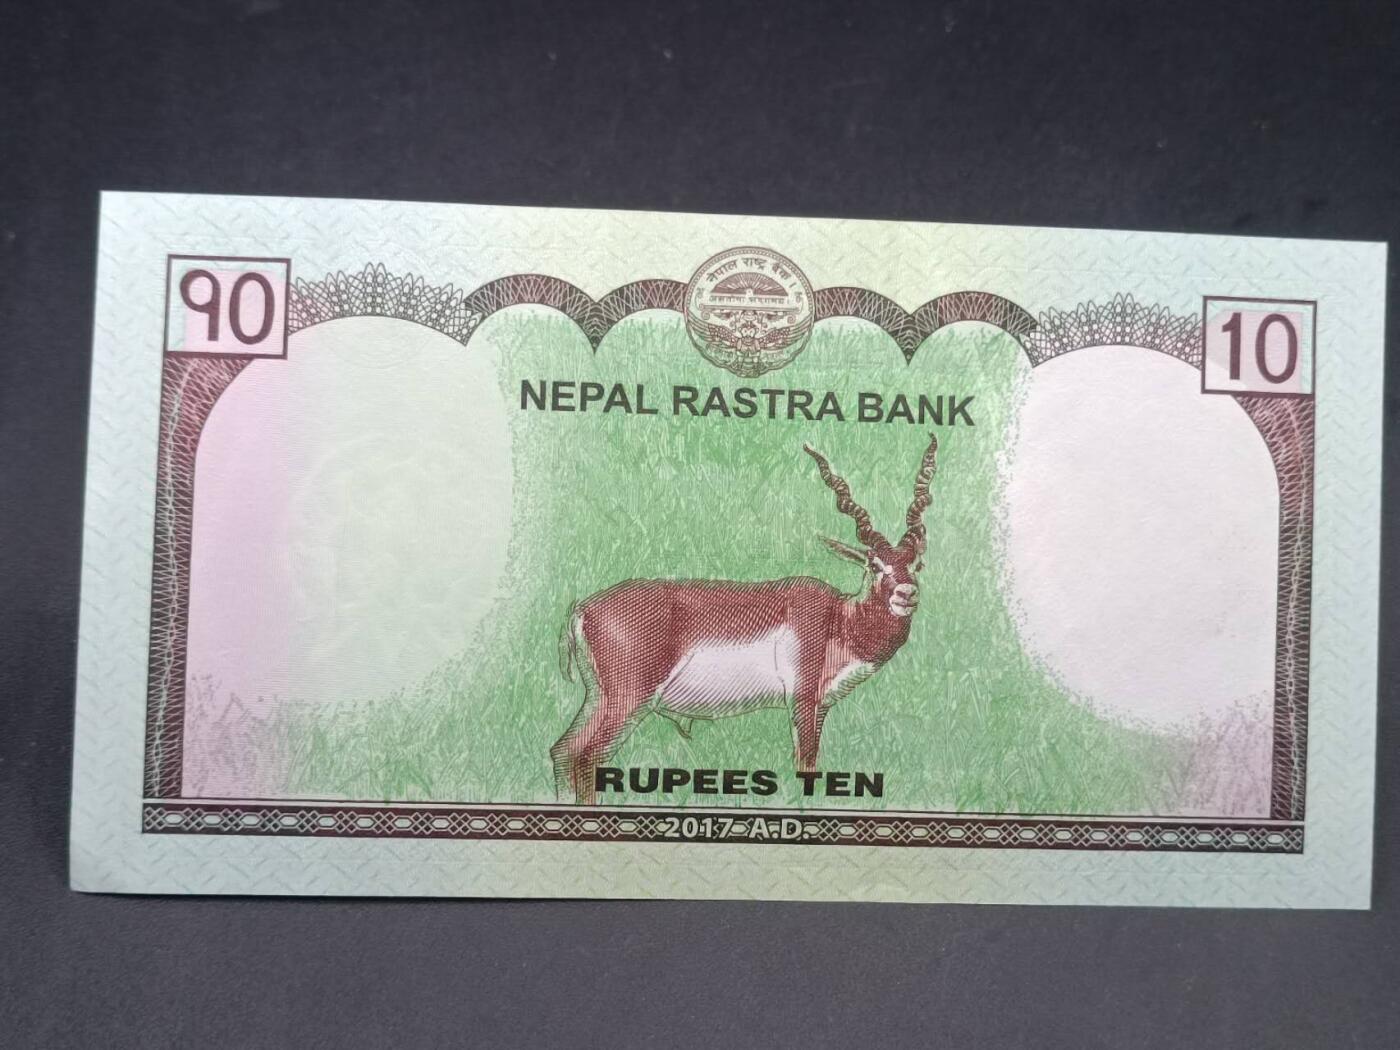 १०
नेपाल राष्ट्र बैंक
10
NEPAL RASTRA BANK
RUPEES TEN
2017 A.D.